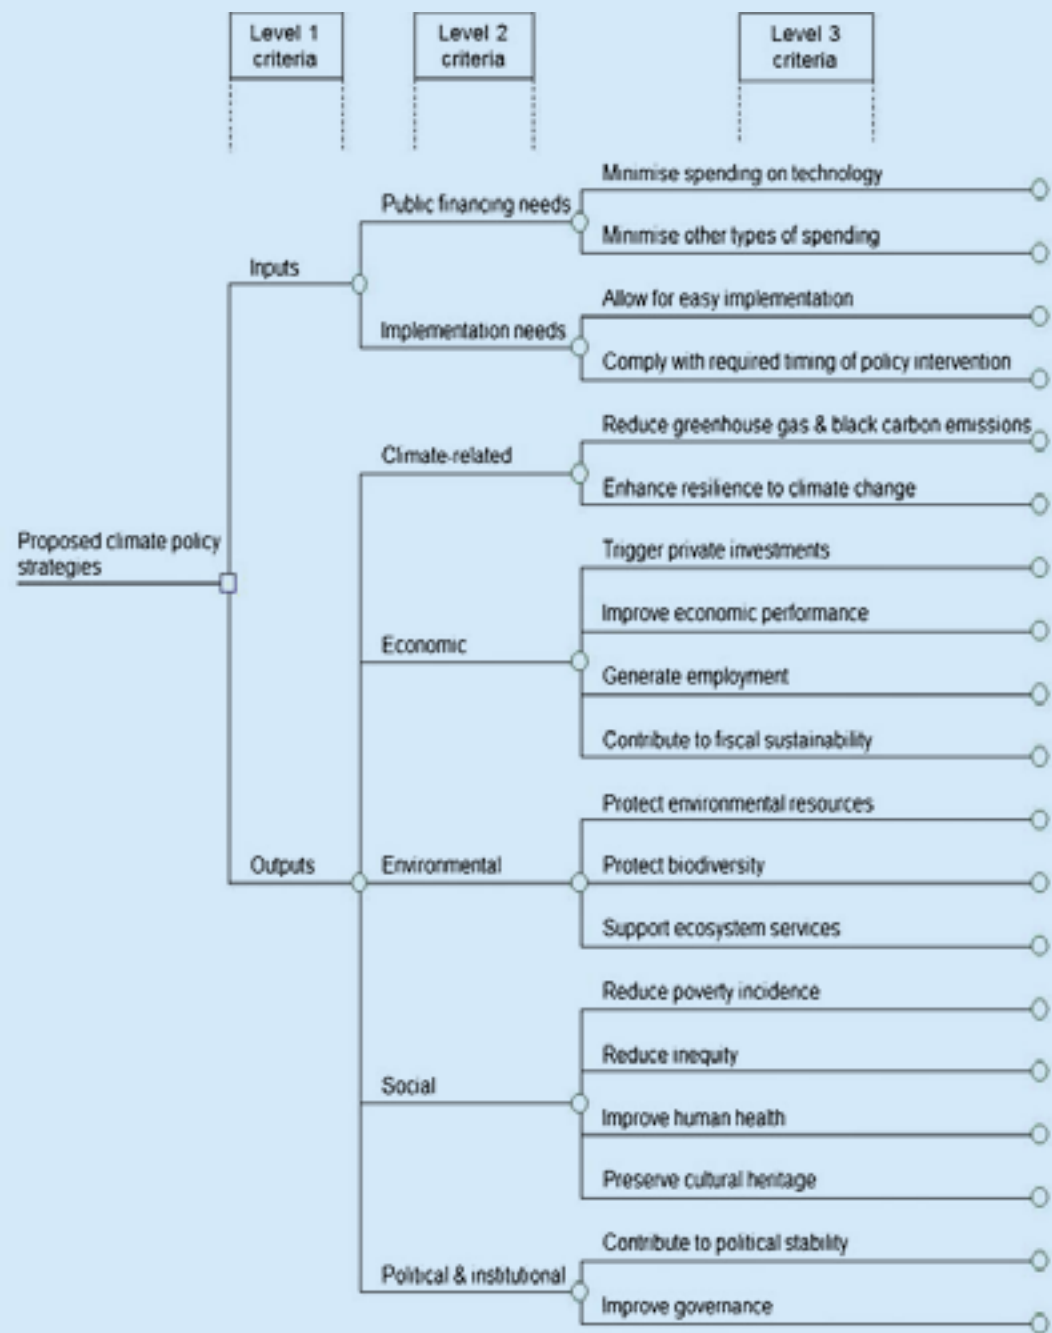 Level 1
criteria
Level 2
criteria
Level 3
criteria
Minimise spending on technology
Public financing needs
Minimise other types of spending
Inputs
Allow for easy implementation
Implementation needs
Comply with required timing of policy intervention
Reduce greenhouse gas & black carbon emissions
Climate-related
Enhance resilience to climate change
Proposed climate policy
strategies
Trigger private investments
Improve economic performance
Economic
Generate employment
Contribute to fiscal sustainability
Protect environmental resources
Outputs
Environmental
Protect biodiversity
Support ecosystem services
Reduce poverty incidence
Reduce inequity
Social
Improve human health
Preserve cultural heritage
Contribute to political stability
Political & institutional
Improve governance